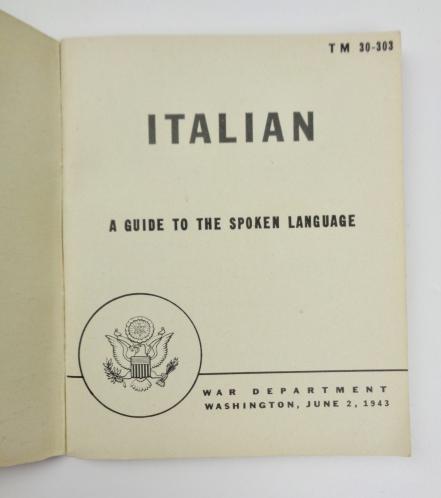 TM 30-303
ITALIAN
A GUIDE TO THE SPOKEN LANGUAGE
WAR DEPARTMENT
WASHINGTON, JUNE 2, 1943